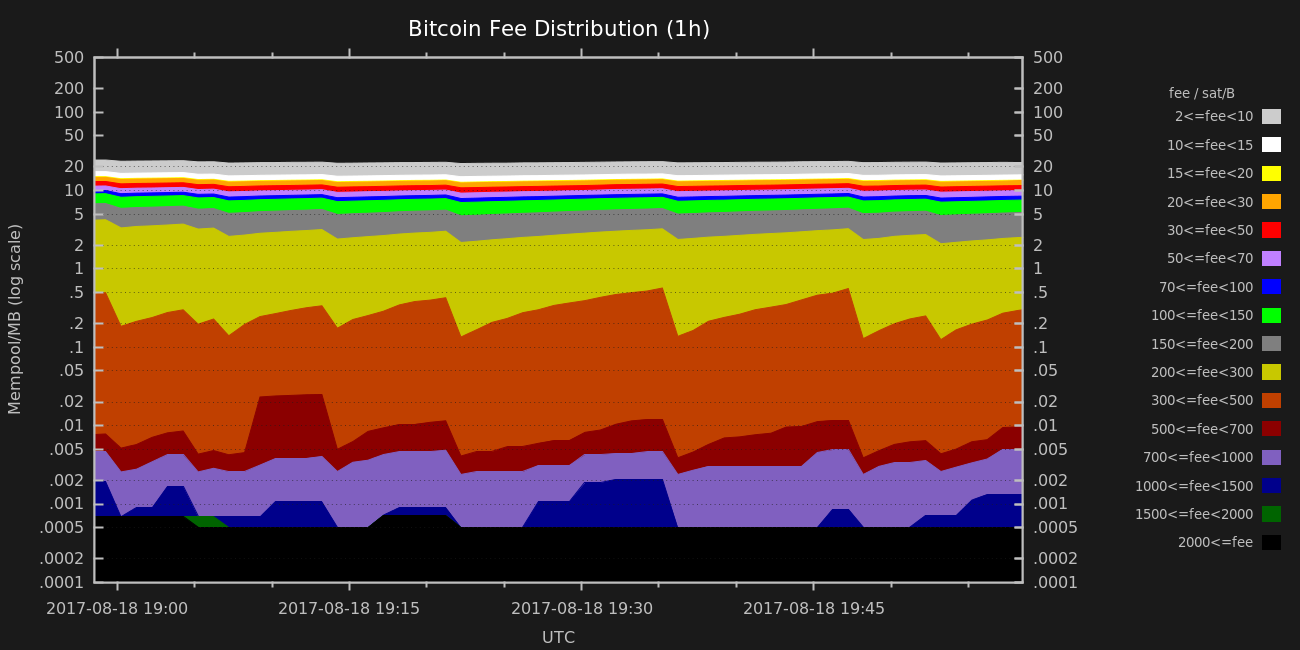 Bitcoin Fee Distribution (1h)
Mempool/MB (log scale)
500
200
100
50
20
10
5
2
1
.5
.2
.1
.05
.02
.01
.005
.002
.001
.0005
.0002
.0001
500
200
100
50
20
10
5
2
1
.5
.2
.1
.05
.02
.01
.005
.002
.001
.0005
.0002
.0001
2017-08-18 19:00
2017-08-18 19:15
2017-08-18 19:30
2017-08-18 19:45
UTC
fee / sat/B
2<=fee<10
10<=fee<15
15<=fee<20
20<=fee<30
30<=fee<50
50<=fee<70
70<=fee<100
100<=fee<150
150<=fee<200
200<=fee<300
300<=fee<500
500<=fee<700
700<=fee<1000
1000<=fee<1500
1500<=fee<2000
2000<=fee